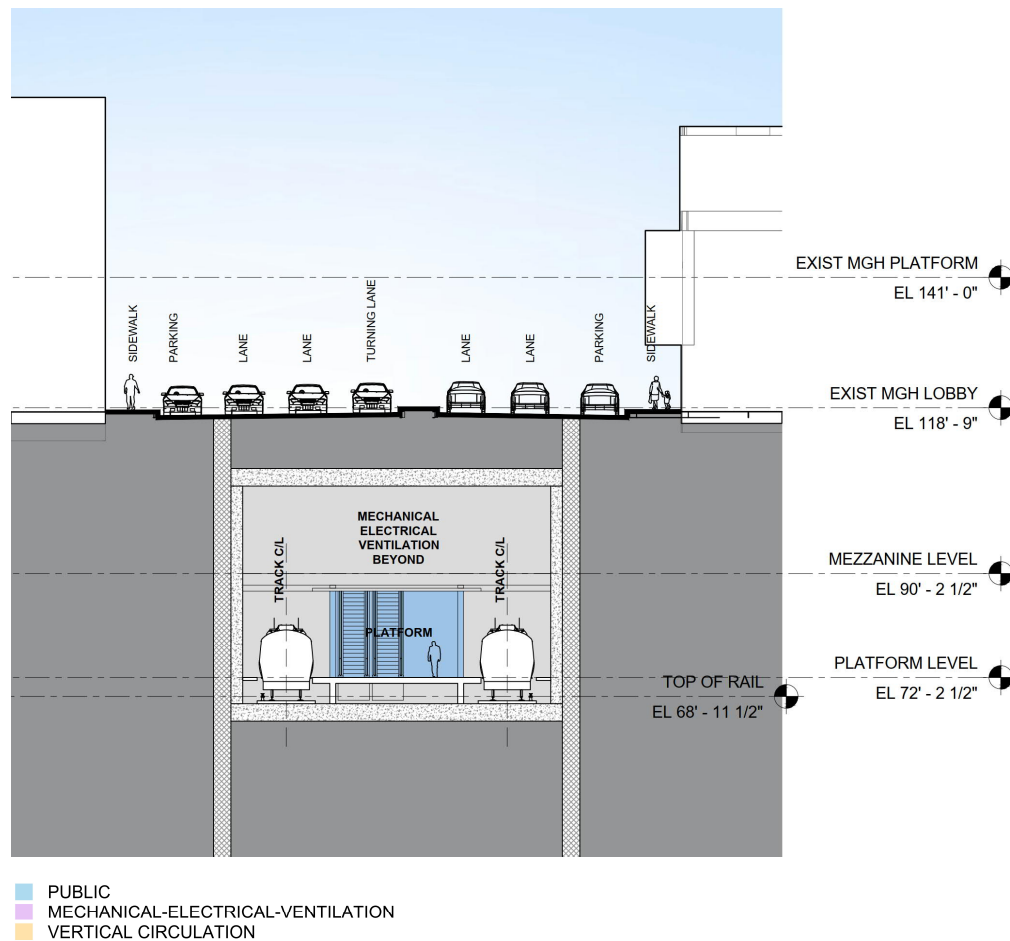 EXIST MGH PLATFORM
EL 141' - 0"
SIDEWALK
PARKING
LANE
LANE
TURNING LANE
LANE
LANE
PARKING
SIDEWALK
EXIST MGH LOBBY
EL 118' - 9"
MECHANICAL
ELECTRICAL
VENTILATION
BEYOND
TRACK C/L
TRACK C/L
MEZZANINE LEVEL
EL 90' - 2 1/2"
PLATFORM
PLATFORM LEVEL
EL 72' - 2 1/2"
TOP OF RAIL
EL 68' - 11 1/2"
PUBLIC
MECHANICAL-ELECTRICAL-VENTILATION
VERTICAL CIRCULATION